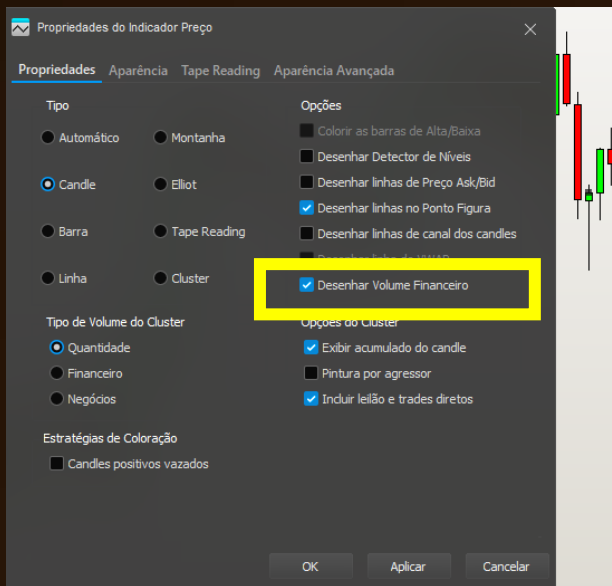 Propriedades do Indicador Preço
Propriedades Aparência Tape Reading Aparência Avançada
Tipo
Automático Montanha
Candle Elliot
Barra Tape Reading
Linha Cluster
Opções
Colorir as barras de Alta/Baixa
Desenhar Detector de Níveis
Desenhar linhas de Preço Ask/Bid
Desenhar linhas no Ponto Figura
Desenhar linhas de canal dos candles
Desenhar Volume Financeiro
Tipo de Volume do Cluster
Quantidade
Financeiro
Negócios
Opções do Cluster
Exibir acumulado do candle
Pintura por agressor
Incluir leilão e trades diretos
Estratégias de Coloração
Candles positivos vazados
OK Aplicar Cancelar